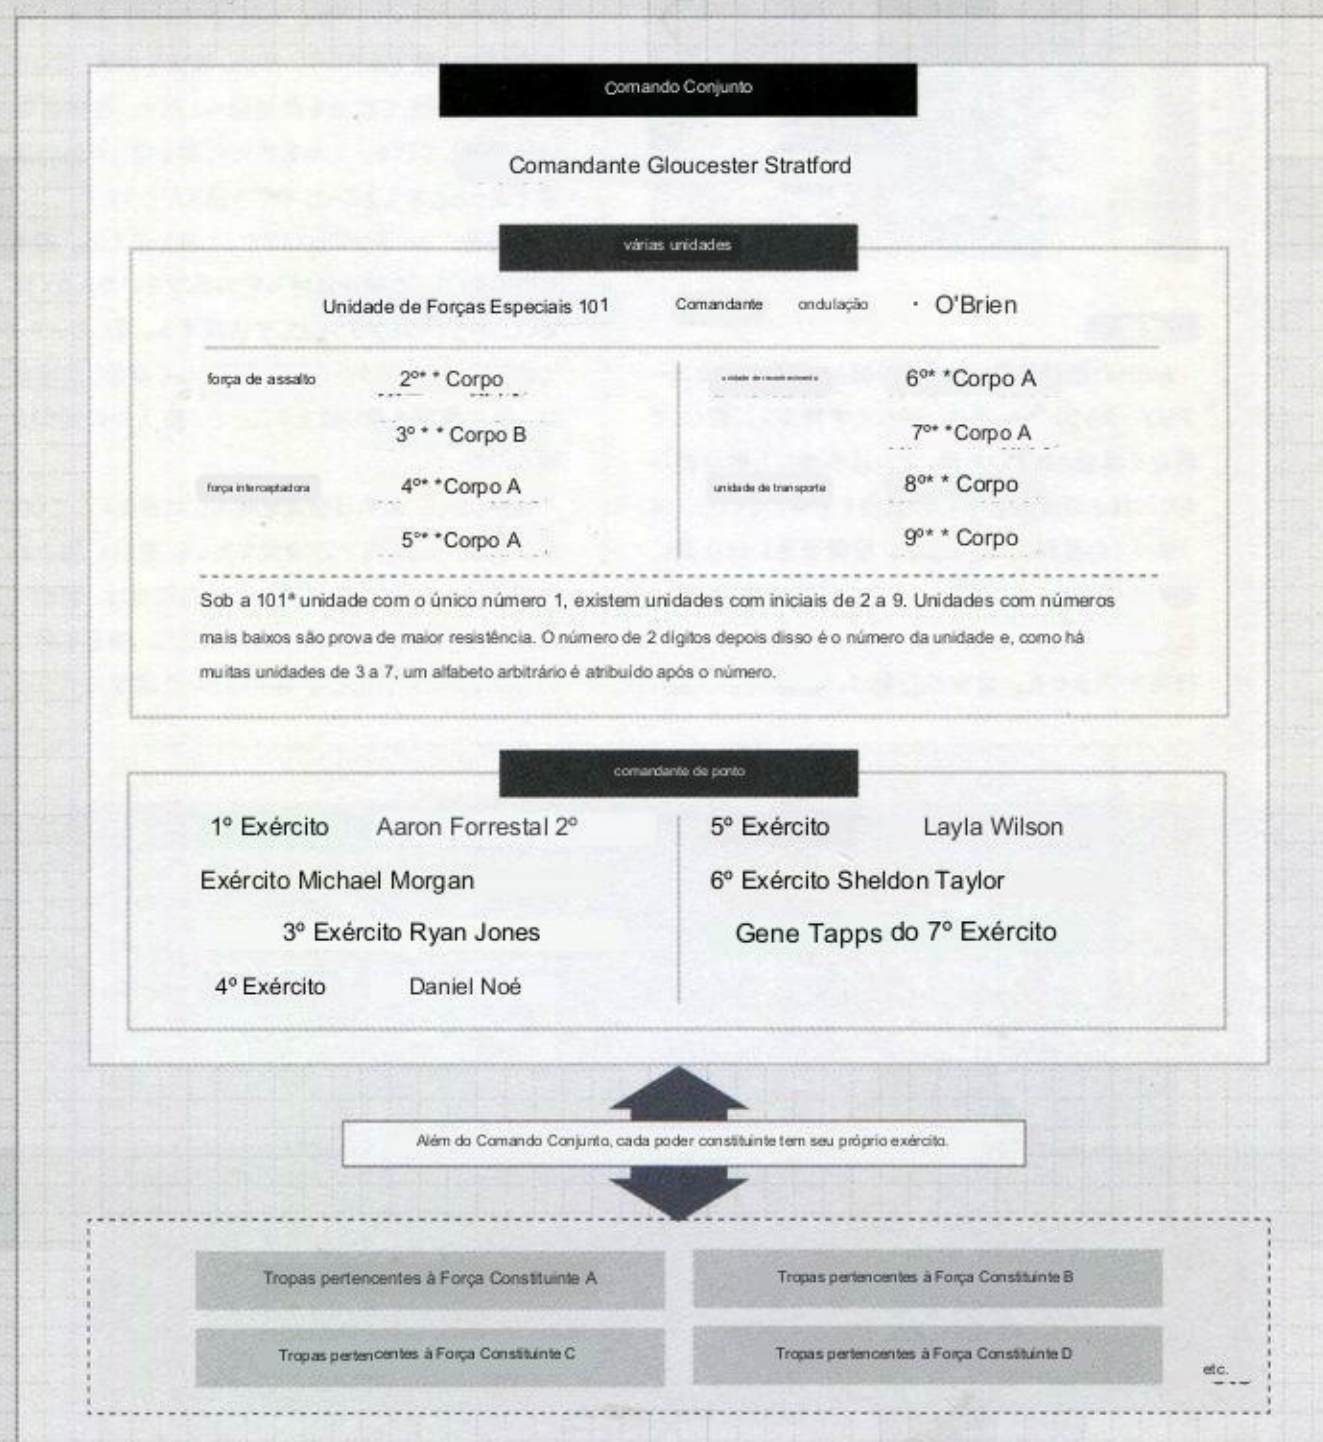 Comando Conjunto
Comandante Gloucester Stratford
várias unidades
Unidade de Forças Especiais 101 Comandante ondulação · O'Brien
força de assalto 2º* * Corpo
3º * * Corpo B
força interceptadora 4º* *Corpo A
5º* *Corpo A
unidade de reconhecimento 6º* *Corpo A
7º* *Corpo A
unidade de transporte 8º* * Corpo
9º* * Corpo
Sob a 101ª unidade com o único número 1, existem unidades com iniciais de 2 a 9. Unidades com números
mais baixos são prova de maior resistência. O número de 2 dígitos depois disso é o número da unidade e, como há
muitas unidades de 3 a 7, um alfabeto arbitrário é atribuído após o número.
comandante de ponto
1º Exército Aaron Forrestal 2º
Exército Michael Morgan
3º Exército Ryan Jones
4º Exército Daniel Noé
5º Exército Layla Wilson
6º Exército Sheldon Taylor
Gene Tapps do 7º Exército
Além do Comando Conjunto, cada poder constituinte tem seu próprio exército.
Tropas pertencentes à Força Constituinte A
Tropas pertencentes à Força Constituinte B
Tropas pertencentes à Força Constituinte C
Tropas pertencentes à Força Constituinte D
etc.